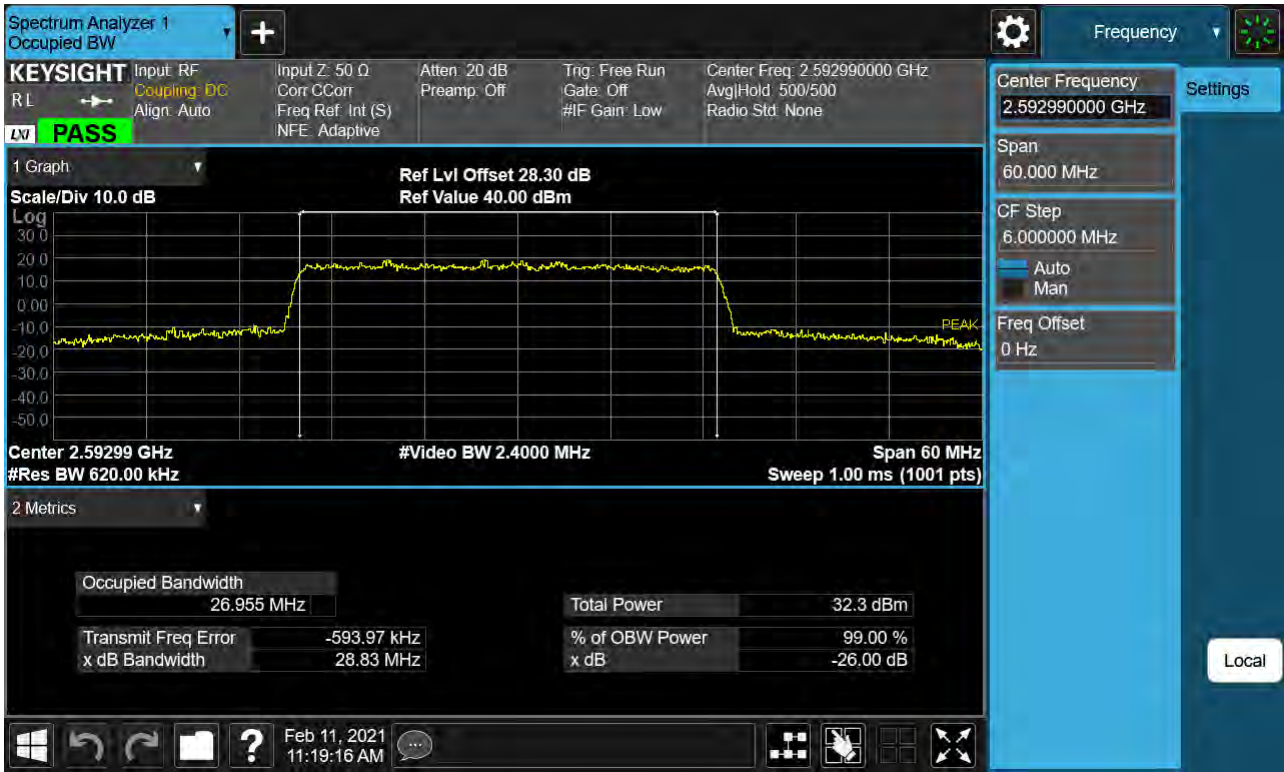 Spectrum Analyzer 1
Occupied BW
+
Frequency
KEYSIGHT
RL
LXI PASS
Input: RF
Coupling: DC
Align: Auto
Input Z: 50 Ω
Corr CCorr
Freq Ref: Int (S)
NFE: Adaptive
Atten: 20 dB
Preamp: Off
Trig: Free Run
Gate: Off
#IF Gain: Low
Center Freq: 2.592990000 GHz
Avg|Hold: 500/500
Radio Std: None
1 Graph
Scale/Div 10.0 dB
Ref Lvl Offset 28.30 dB
Ref Value 40.00 dBm
Log
30.0
20.0
10.0
0.00
-10.0
-20.0
-30.0
-40.0
-50.0
PEAK
Center 2.59299 GHz
#Video BW 2.4000 MHz
Span 60 MHz
#Res BW 620.00 kHz
Sweep 1.00 ms (1001 pts)
2 Metrics
Occupied Bandwidth
26.955 MHz
Total Power 32.3 dBm
Transmit Freq Error -593.97 kHz
% of OBW Power 99.00 %
x dB Bandwidth 28.83 MHz
x dB -26.00 dB
Center Frequency
2.592990000 GHz
Settings
Span
60.000 MHz
CF Step
6.000000 MHz
Auto
Man
Freq Offset
0 Hz
Local
?
Feb 11, 2021
11:19:16 AM